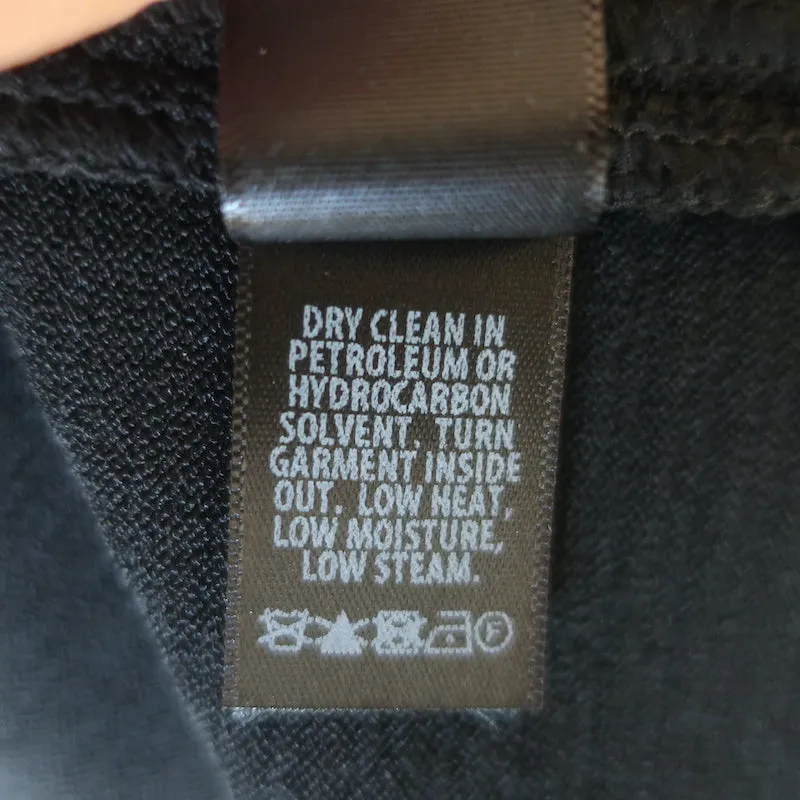 DRY CLEAN IN
PETROLEUM OR
HYDROCARBON
SOLVENT. TURN
GARMENT INSIDE
OUT. LOW HEAT,
LOW MOISTURE,
LOW STEAM.
F